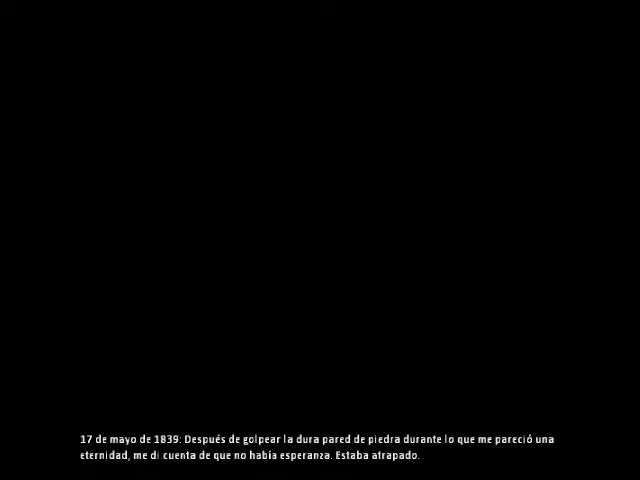 17 de mayo de 1839: Después de golpear la dura pared de piedra durante lo que me pareció una
eternidad, me di cuenta de que no había esperanza. Estaba atrapado.